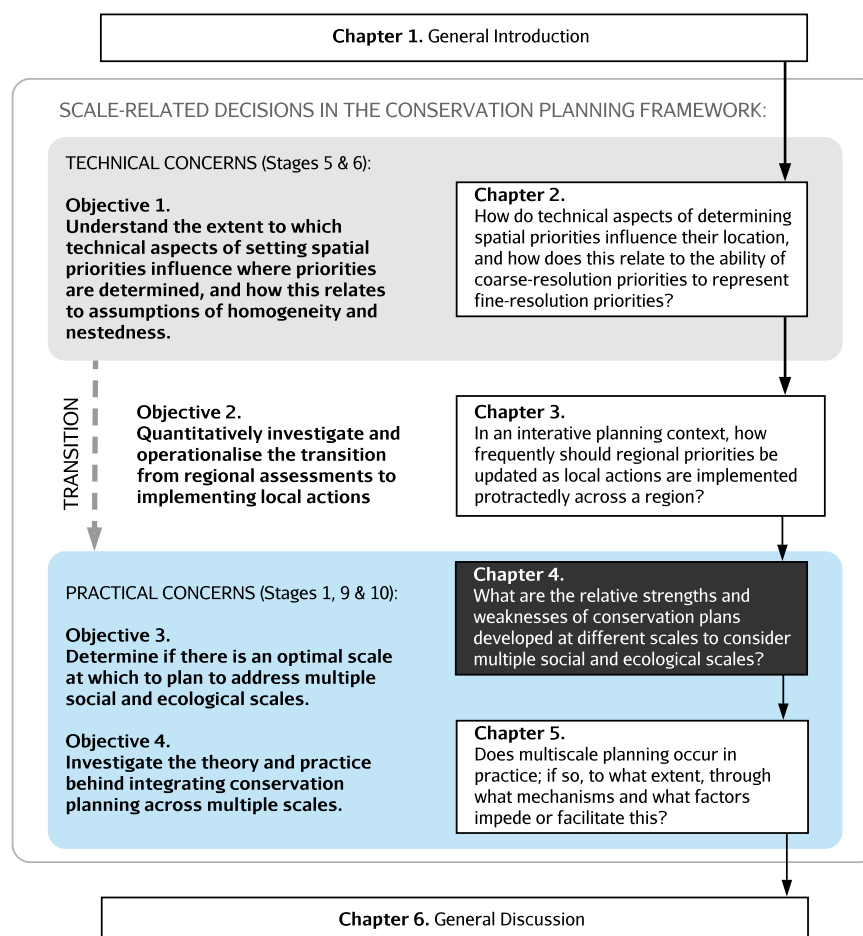 Chapter 1. General Introduction
SCALE-RELATED DECISIONS IN THE CONSERVATION PLANNING FRAMEWORK:
TECHNICAL CONCERNS (Stages 5 & 6):
Objective 1.
Understand the extent to which
technical aspects of setting spatial
priorities influence where priorities
are determined, and how this relates
to assumptions of homogeneity and
nestedness.
Chapter 2.
How do technical aspects of determining
spatial priorities influence their location,
and how does this relate to the ability of
coarse-resolution priorities to represent
fine-resolution priorities?
TRANSITION
Objective 2.
Quantitatively investigate and
operationalise the transition
from regional assessments to
implementing local actions
Chapter 3.
In an interative planning context, how
frequently should regional priorities be
updated as local actions are implemented
protractedly across a region?
PRACTICAL CONCERNS (Stages 1, 9 & 10):
Objective 3.
Determine if there is an optimal scale
at which to plan to address multiple
social and ecological scales.
Chapter 4.
What are the relative strengths and
weaknesses of conservation plans
developed at different scales to consider
multiple social and ecological scales?
Objective 4.
Investigate the theory and practice
behind integrating conservation
planning across multiple scales.
Chapter 5.
Does multiscale planning occur in
practice; if so, to what extent, through
what mechanisms and what factors
impede or facilitate this?
Chapter 6. General Discussion